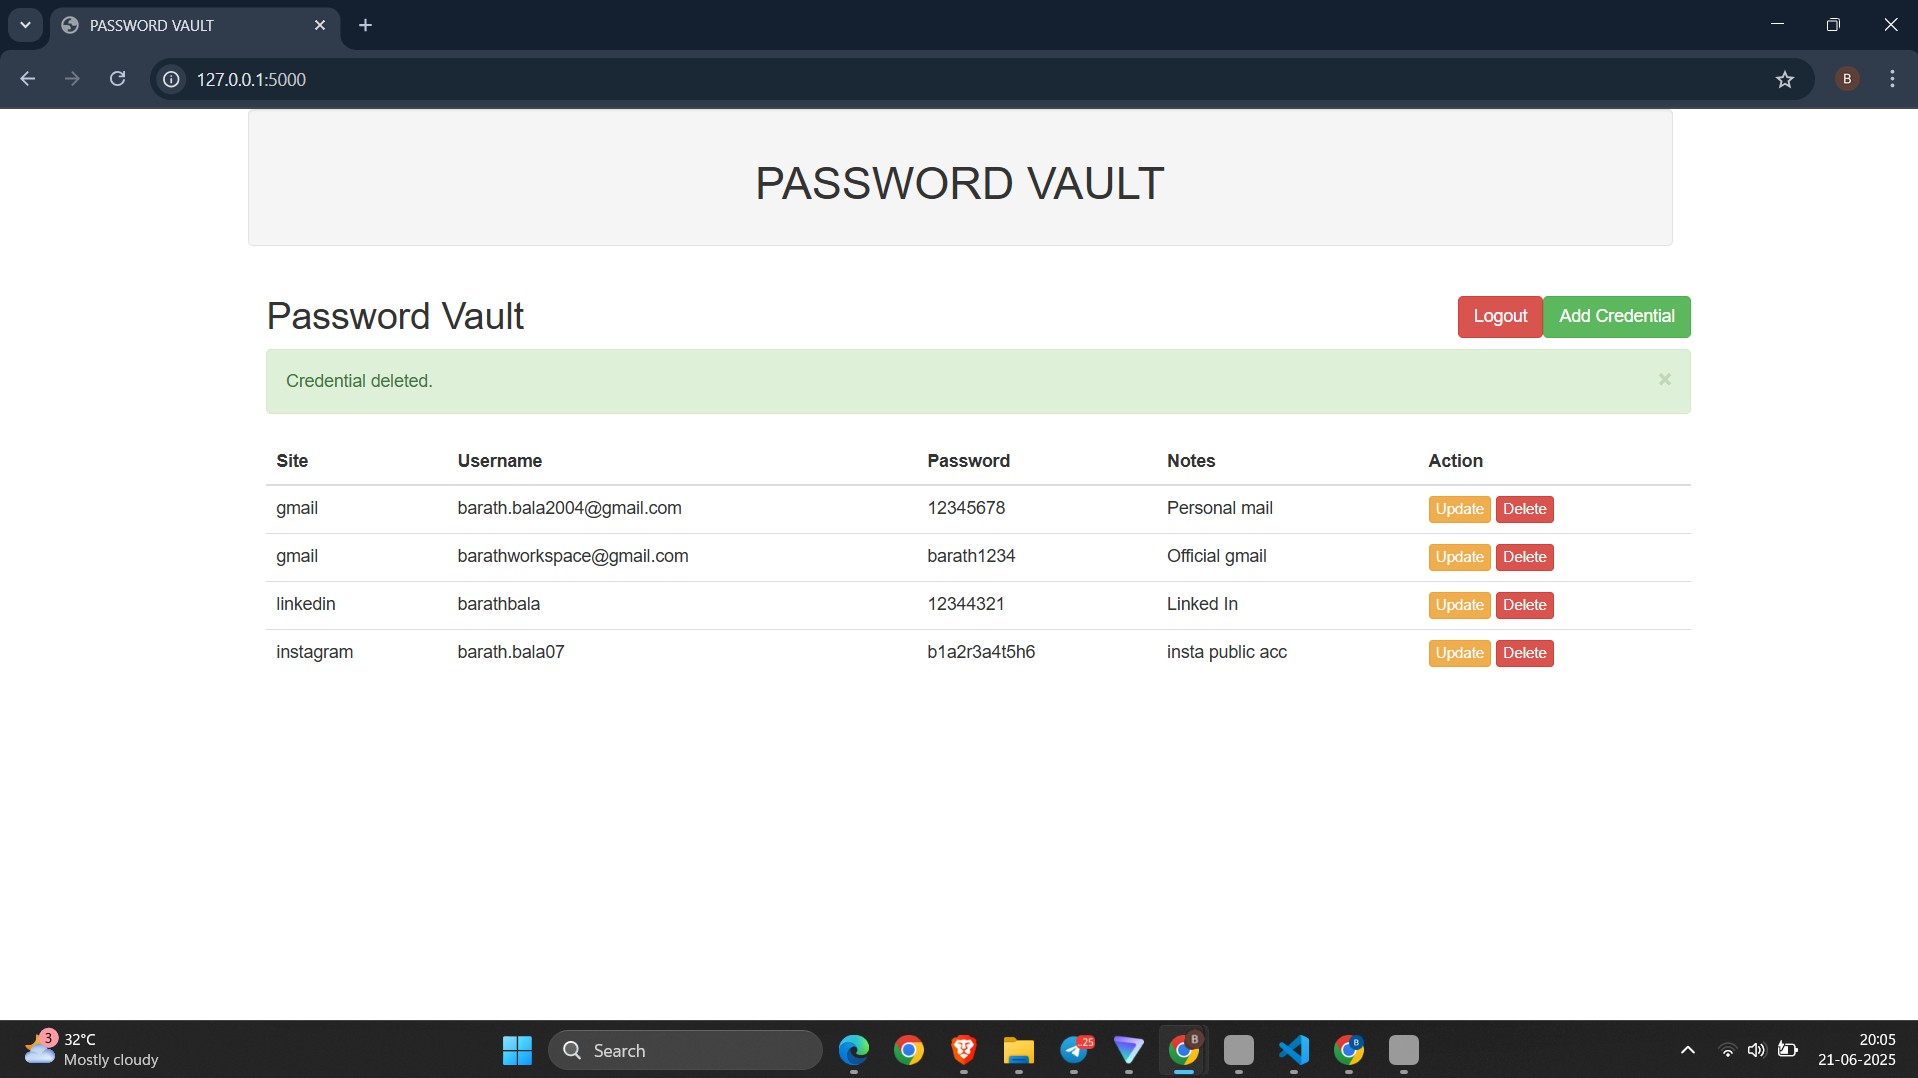 PASSWORD VAULT
127.0.0.1:5000
B
PASSWORD VAULT
Password Vault
Logout
Add Credential
Credential deleted.
×
Site Username Password Notes Action
gmail barath.bala2004@gmail.com 12345678 Personal mail Update Delete
gmail barathworkspace@gmail.com barath1234 Official gmail Update Delete
linkedin barathbala 12344321 Linked In Update Delete
instagram barath.bala07 b1a2r3a4t5h6 insta public acc Update Delete
3
32°C
Mostly cloudy
Search
..25
B
B
20:05
21-06-2025